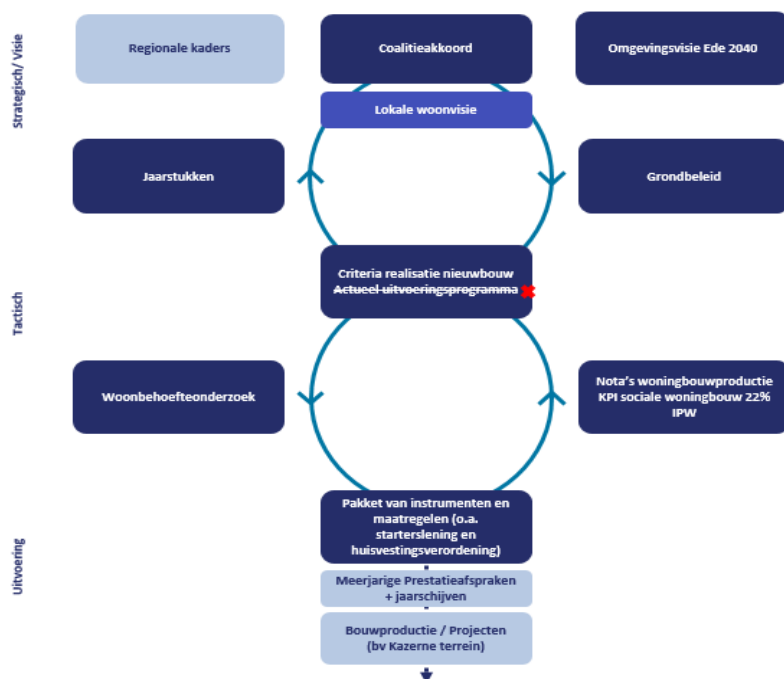 Strategisch/ Visie
Regionale kaders
Coalitieakkoord
Omgevingsvisie Ede 2040
Lokale woonvisie
Jaarstukken
Grondbeleid
Tactisch
Criteria realisatie nieuwbouw
Actueel uitvoeringsprogramma
Woonbehoefteonderzoek
Nota's woningbouwproductie
KPI sociale woningbouw 22%
IPW
Uitvoering
Pakket van instrumenten en
maatregelen (o.a.
starterslening en
huisvestingsverordening)
Meerjarige Prestatieafspraken
+ jaarschijven
Bouwproductie / Projecten
(bv Kazerne terrein)